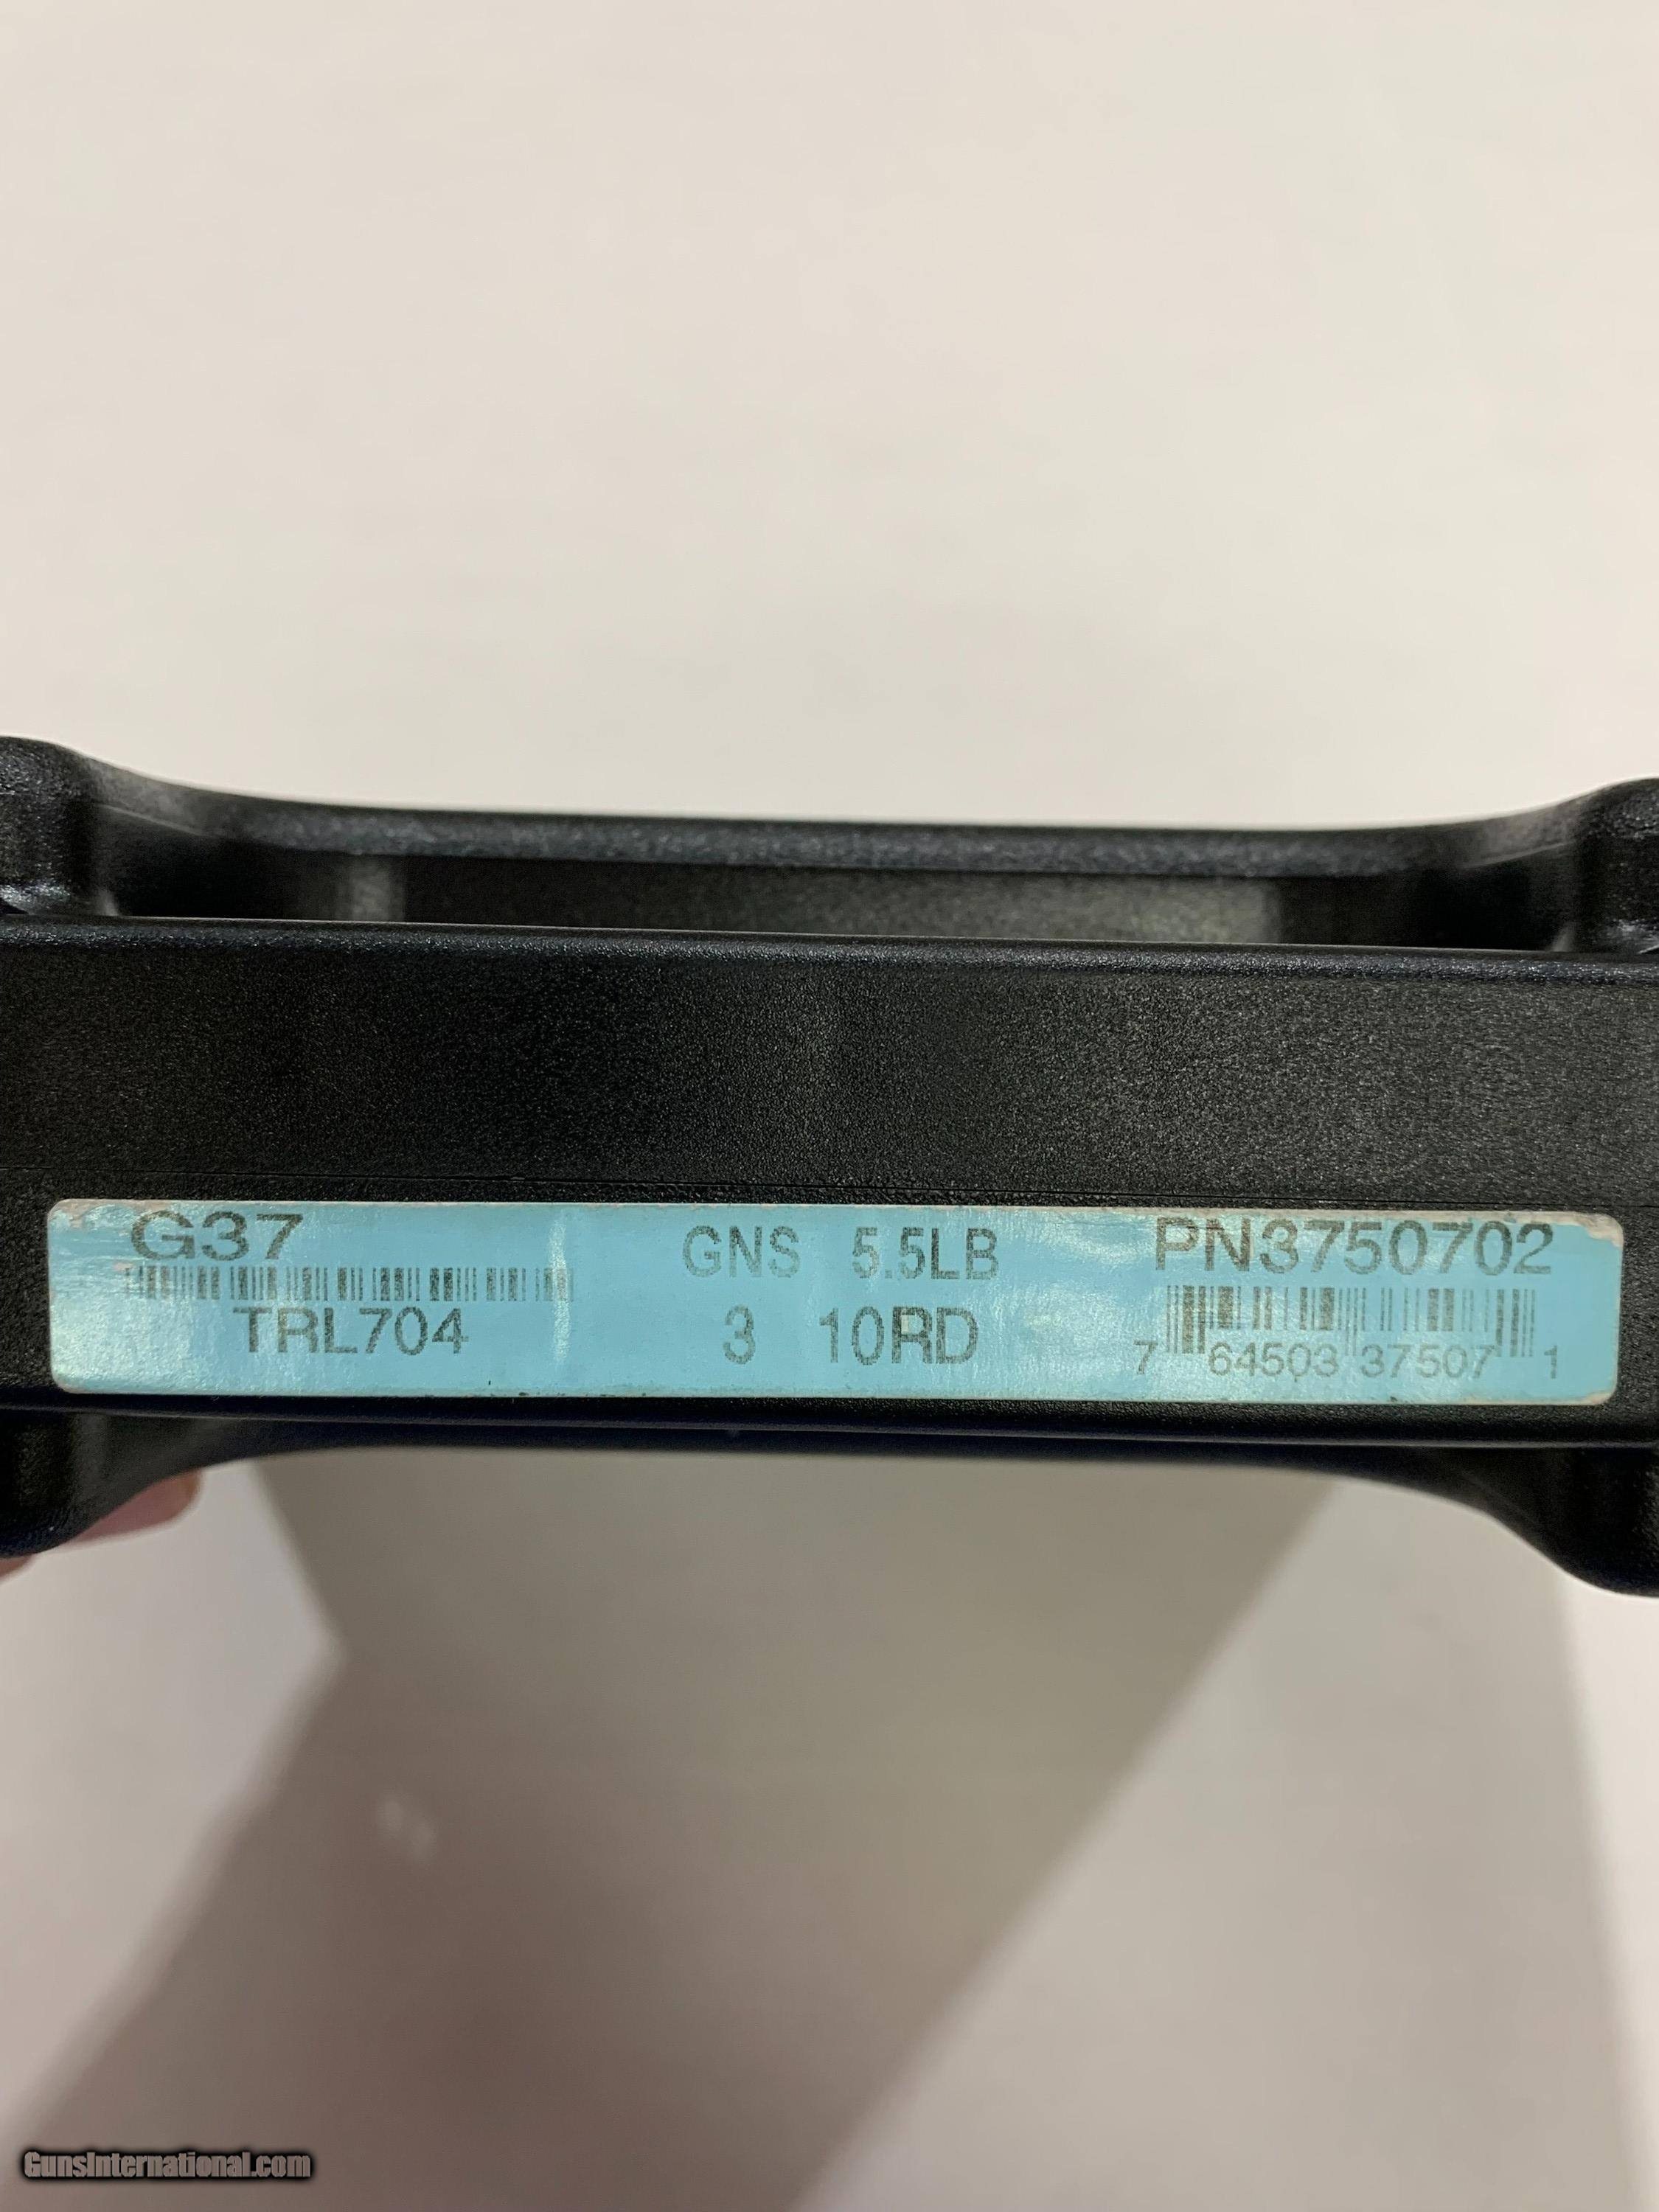 G37 GNS 5.5LB PN3750702
TRL704 3 10RD
7 64503 37507 1
GunsInternational.com